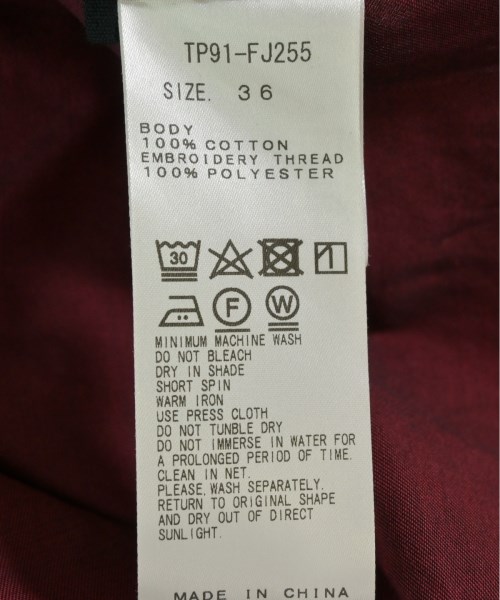 TP91-FJ255
SIZE. 36
BODY
100% COTTON
EMBROIDERY THREAD
100% POLYESTER
30
F W
MINIMUM MACHINE WASH
DO NOT BLEACH
DRY IN SHADE
SHORT SPIN
WARM IRON
USE PRESS CLOTH
DO NOT TUNBLE DRY
DO NOT IMMERSE IN WATER FOR
A PROLONGED PERIOD OF TIME.
CLEAN IN NET.
PLEASE.WASH SEPARATELY.
RETURN TO ORIGINAL SHAPE
AND DRY OUT OF DIRECT
SUNLIGHT.
MADE IN CHINA